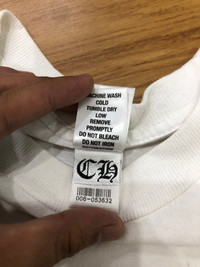 MACHINE WASH
COLD
TUMBLE DRY
LOW
REMOVE
PROMPTLY
DO NOT BLEACH
DO NOT IRON
CH
006-053632